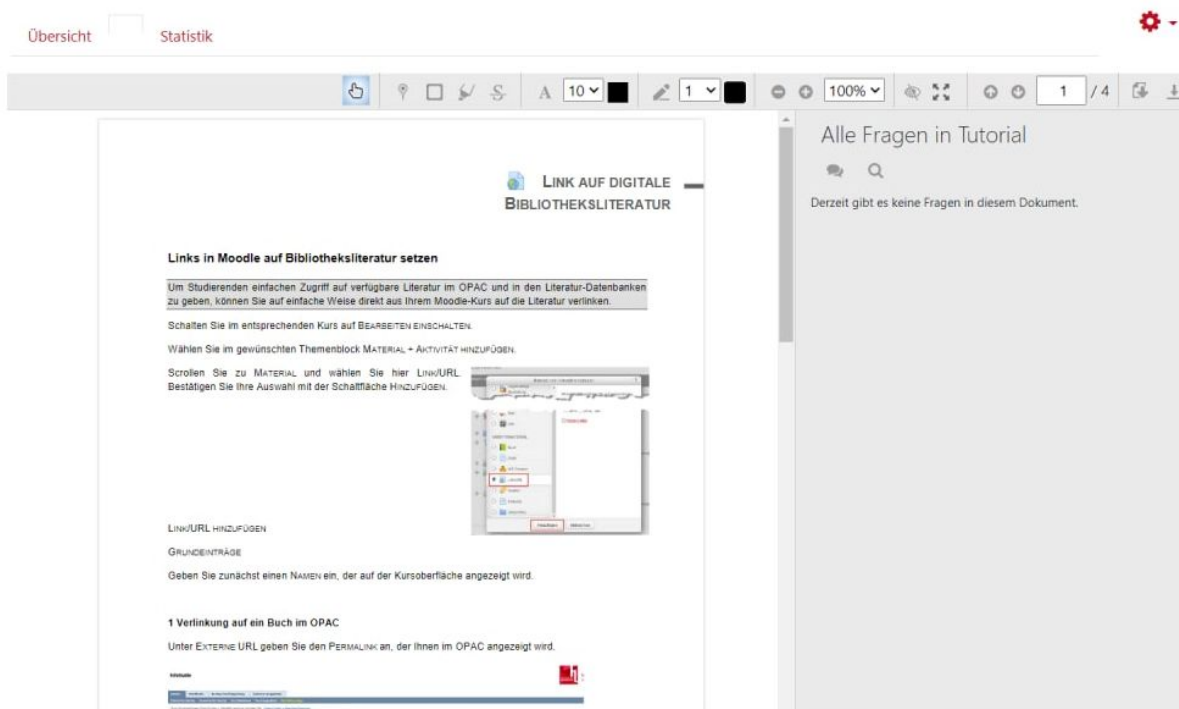 Übersicht Statistik
A 10 1 100% 1 / 4
Alle Fragen in Tutorial
Derzeit gibt es keine Fragen in diesem Dokument.
LINK AUF DIGITALE
BIBLIOTHEKSLITERATUR
Links in Moodle auf Bibliotheksliteratur setzen
Um Studierenden einfachen Zugriff auf verfügbare Literatur im OPAC und in den Literatur-Datenbanken
zu geben, können Sie auf einfache Weise direkt aus Ihrem Moodle-Kurs auf die Literatur verlinken.
Schalten Sie im entsprechenden Kurs auf BEARBEITEN EINSCHALTEN.
Wählen Sie im gewünschten Themenblock MATERIAL + AKTIVITÄT HINZUFÜGEN.
Scrollen Sie zu MATERIAL und wählen Sie hier LINK/URL
Bestätigen Sie Ihre Auswahl mit der Schaltfläche HINZUFÜGEN.
LINK/URL HINZUFÜGEN
GRUNDEINTRÄGE
Geben Sie zunächst einen NAMEN ein, der auf der Kursoberfläche angezeigt wird.
1 Verlinkung auf ein Buch im OPAC
Unter EXTERNE URL geben Sie den PERMALINK an, der Ihnen im OPAC angezeigt wird.